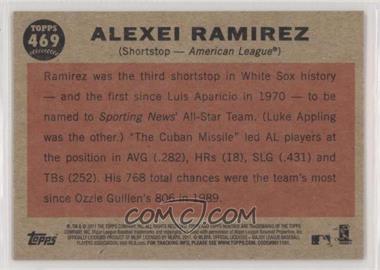 TOPPS
469
ALEXEI RAMIREZ
(Shortstop — American League®)
Ramirez was the third shortstop in White Sox history
— and the first since Luis Aparicio in 1970 — to be
named to Sporting News' All-Star Team. (Luke Appling
was the other.) "The Cuban Missile" led AL players at
the position in AVG (.282), HRs (18), SLG (.431) and
TBs (252). His 768 total chances were the team's most
since Ozzie Guillen's 806 in 1989.
COMC
Topps